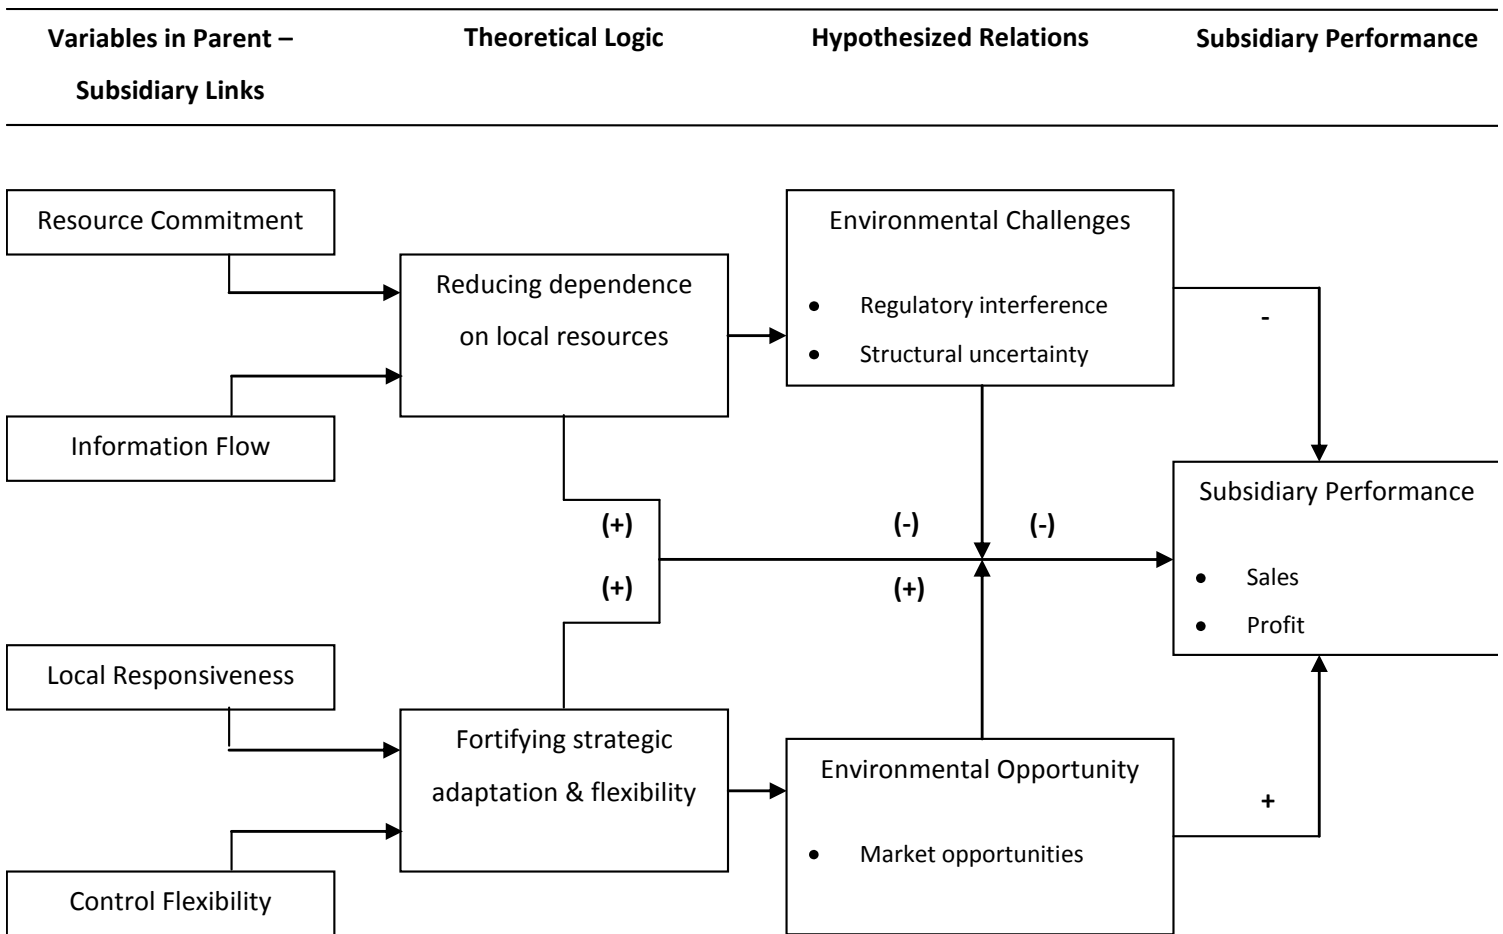 Variables in Parent –
Subsidiary Links
Theoretical Logic
Hypothesized Relations
Subsidiary Performance
Resource Commitment
Information Flow
Local Responsiveness
Control Flexibility
Reducing dependence
on local resources
(+)
(+)
Fortifying strategic
adaptation & flexibility
Environmental Challenges
• Regulatory interference
• Structural uncertainty
(-)
(-)
(+)
Environmental Opportunity
• Market opportunities
-
Subsidiary Performance
• Sales
• Profit
+